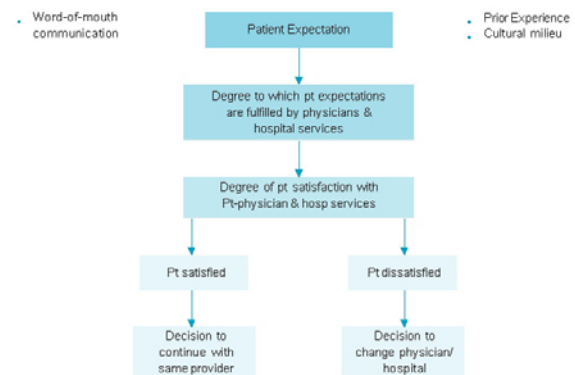 • Word-of-mouth
communication
Patient Expectation
• Prior Experience
• Cultural milieu
Degree to which pt expectations
are fulfilled by physicians &
hospital services
Degree of pt satisfaction with
Pt-physician & hosp services
Pt satisfied
Pt dissatisfied
Decision to
continue with
same provider
Decision to
change physician/
hospital